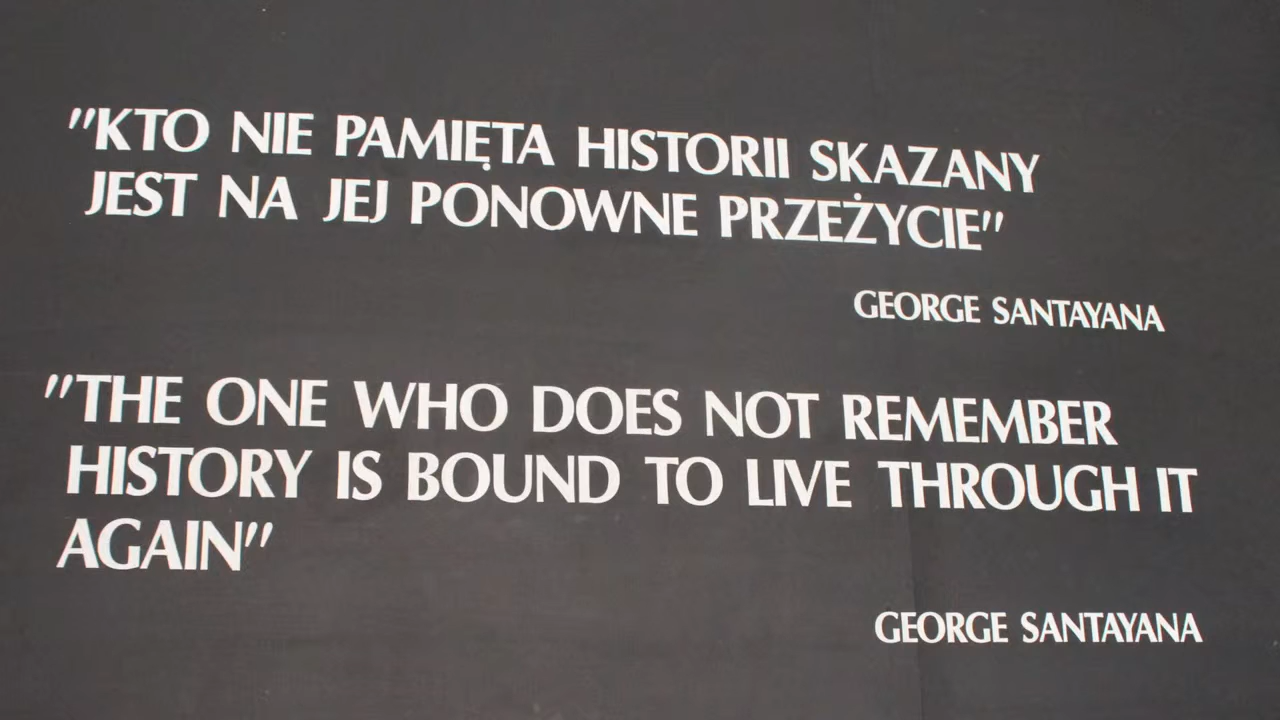 "KTO NIE PAMIĘTA HISTORII SKAZANY
JEST NA JEJ PONOWNE PRZEŻYCIE"
GEORGE SANTAYANA
"THE ONE WHO DOES NOT REMEMBER
HISTORY IS BOUND TO LIVE THROUGH IT
AGAIN"
GEORGE SANTAYANA